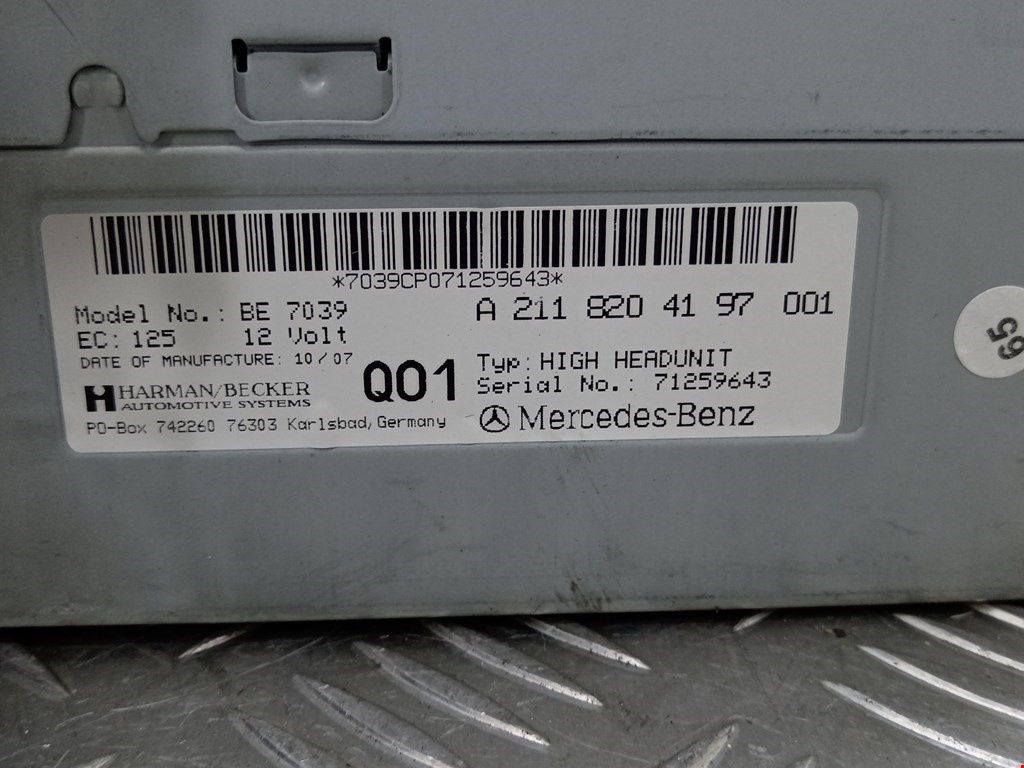 *7039CP071259643*
Model No.: BE 7039
A 211 820 41 97 001
EC: 125 12 Volt
DATE OF MANUFACTURE: 10/07
Q01
Typ: HIGH HEADUNIT
HARMAN/BECKER
Serial No.: 71259643
AUTOMOTIVE SYSTEMS
Mercedes-Benz
PO-Box 742260 76303 Karlsbad, Germany
65